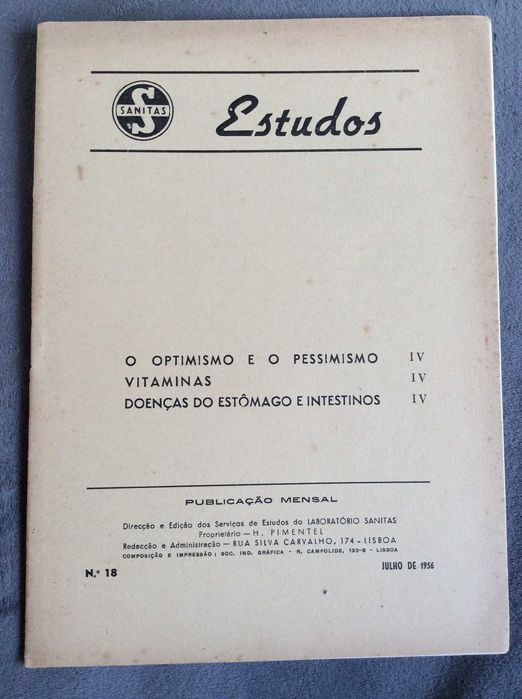 SANITAS
Estudos
O OPTIMISMO E O PESSIMISMO IV
VITAMINAS IV
DOENÇAS DO ESTÔMAGO E INTESTINOS IV
PUBLICAÇÃO MENSAL
Direcção e Edição dos Serviços de Estudos do LABORATÓRIO SANITAS
Proprietário — H. PIMENTEL
Redacção e Administração — RUA SILVA CARVALHO, 174 - LISBOA
COMPOSIÇÃO E IMPRESSÃO: SOC. IND. GRÁFICA - R. CAMPOLIDE, 133-B - LISBOA
N.º 18 JULHO DE 1956